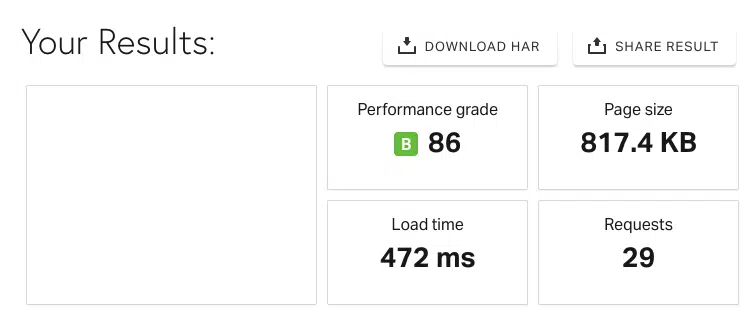 Your Results:
DOWNLOAD HAR
SHARE RESULT
Performance grade
B 86
Page size
817.4 KB
Load time
472 ms
Requests
29